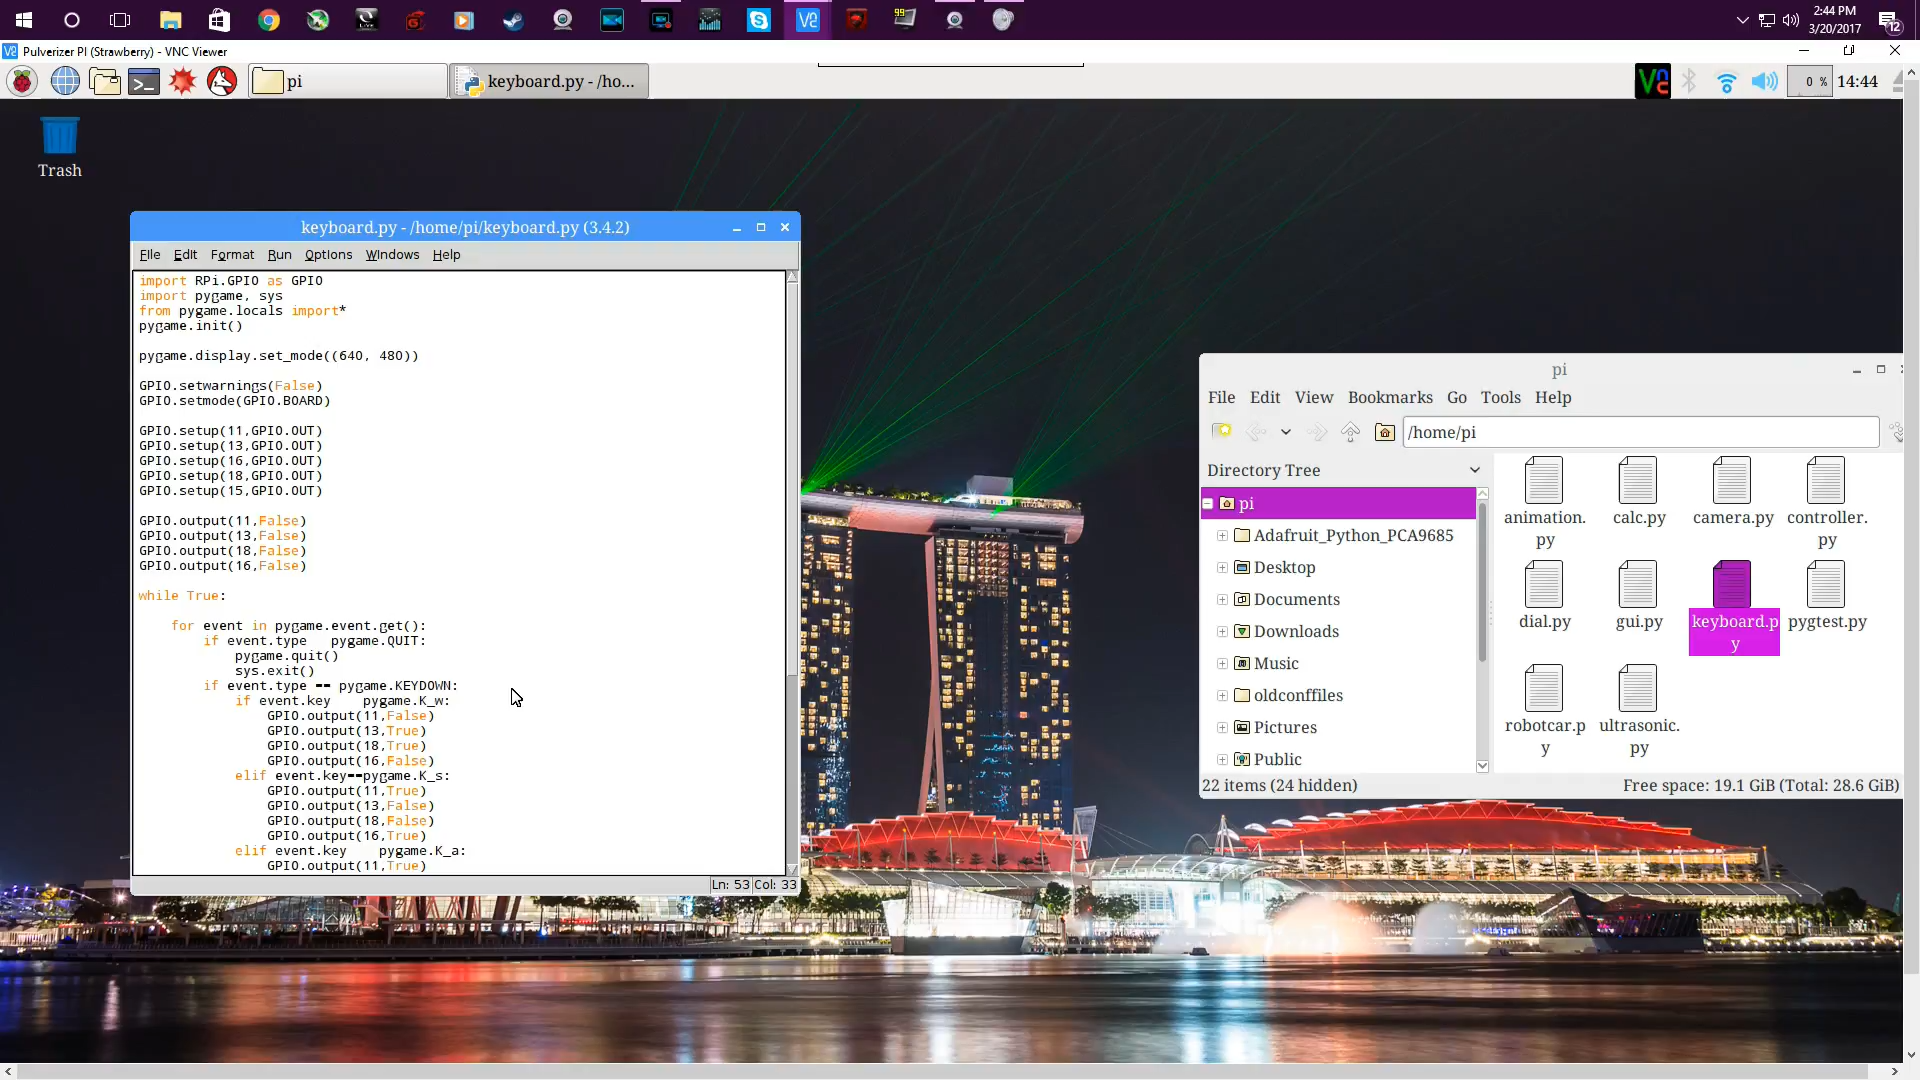 2:44 PM
3/20/2017
12
Pulverizer PI (Strawberry) - VNC Viewer
pi
keyboard.py - /ho...
0 %
14:44
Trash
keyboard.py - /home/pi/keyboard.py (3.4.2)
File Edit Format Run Options Windows Help
import RPi.GPIO as GPIO
import pygame, sys
from pygame.locals import*
pygame.init()
pygame.display.set_mode((640, 480))
GPIO.setwarnings(False)
GPIO.setmode(GPIO.BOARD)
GPIO.setup(11,GPIO.OUT)
GPIO.setup(13,GPIO.OUT)
GPIO.setup(16,GPIO.OUT)
GPIO.setup(18,GPIO.OUT)
GPIO.setup(15,GPIO.OUT)
GPIO.output(11,False)
GPIO.output(13,False)
GPIO.output(18,False)
GPIO.output(16,False)
while True:
for event in pygame.event.get():
if event.type pygame.QUIT:
pygame.quit()
sys.exit()
if event.type == pygame.KEYDOWN:
if event.key pygame.K_w:
GPIO.output(11,False)
GPIO.output(13,True)
GPIO.output(18,True)
GPIO.output(16,False)
elif event.key==pygame.K_s:
GPIO.output(11,True)
GPIO.output(13,False)
GPIO.output(18,False)
GPIO.output(16,True)
elif event.key pygame.K_a:
GPIO.output(11,True)
Ln: 53 Col: 33
pi
File Edit View Bookmarks Go Tools Help
/home/pi
Directory Tree
pi
Adafruit_Python_PCA9685
Desktop
Documents
Downloads
Music
oldconffiles
Pictures
Public
animation.
py
calc.py
camera.py
controller.
py
dial.py
gui.py
keyboard.p
y
pygtest.py
robotcar.p
y
ultrasonic.
py
22 items (24 hidden)
Free space: 19.1 GiB (Total: 28.6 GiB)